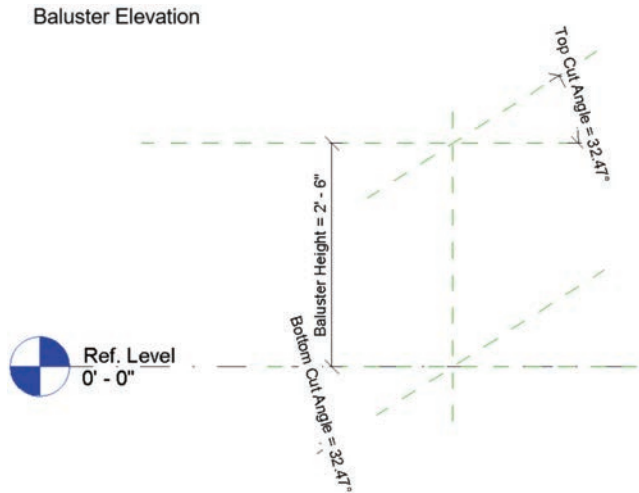 Baluster Elevation
Top Cut Angle = 32.47°
Baluster Height = 2' - 6"
Bottom Cut Angle = 32.47°
Ref. Level
0' - 0"